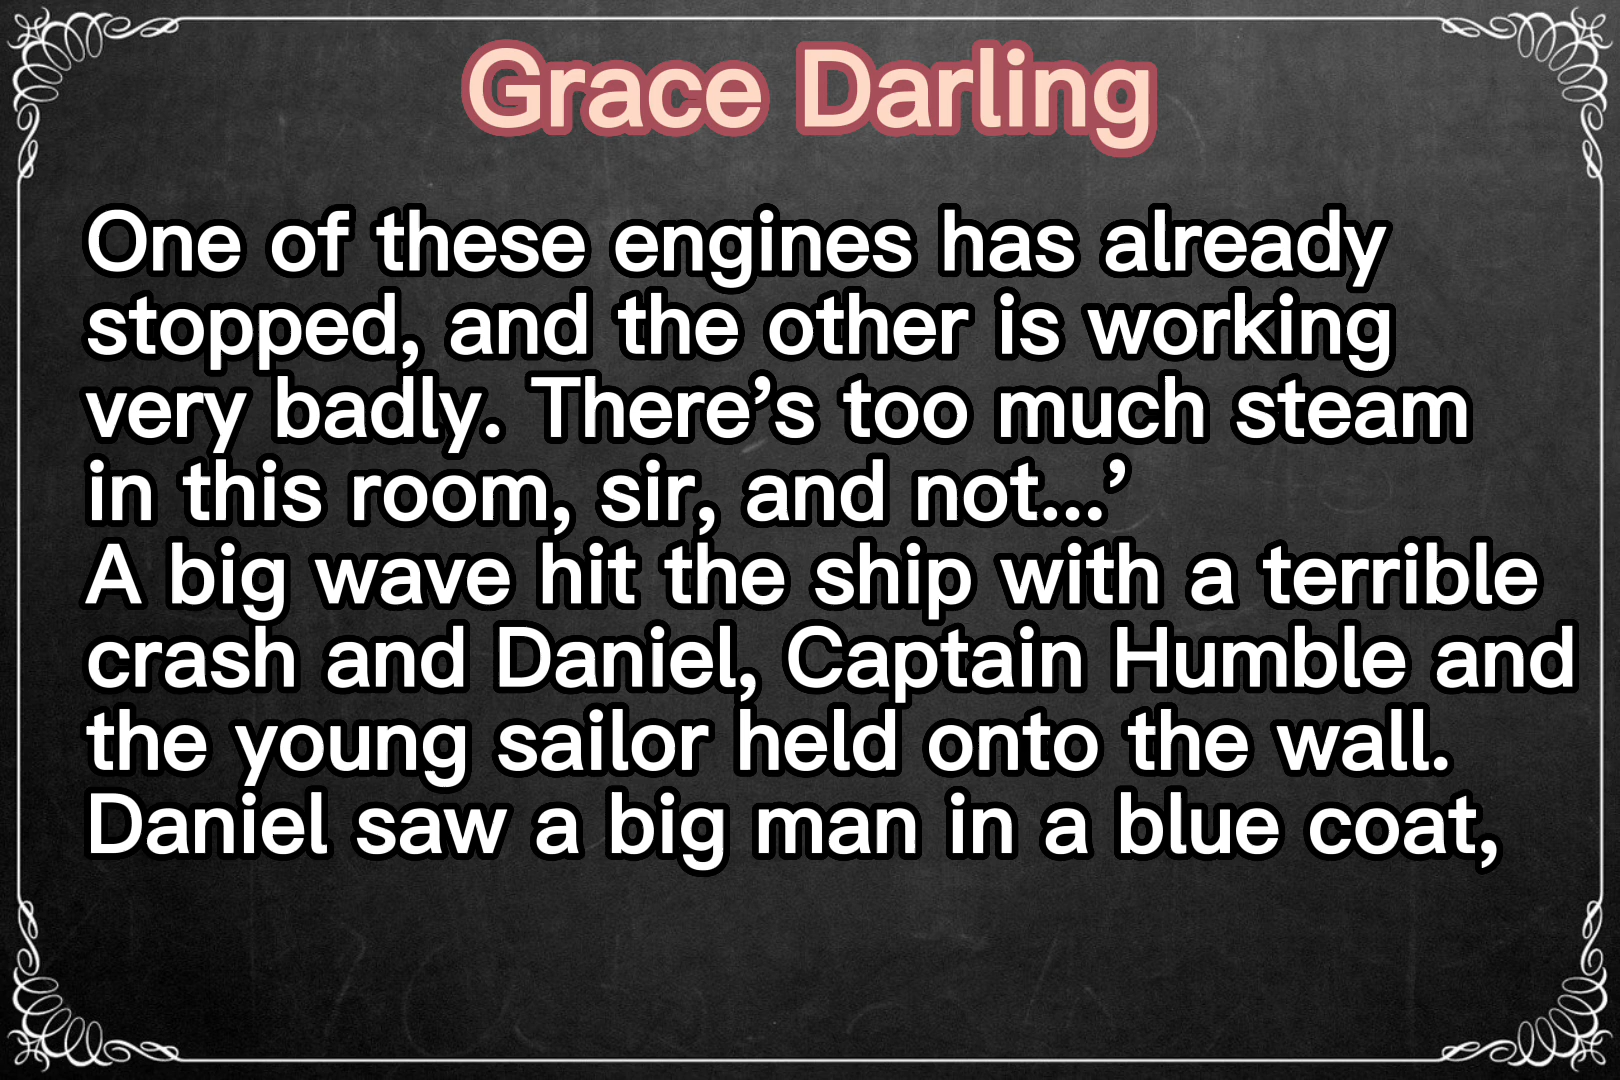 Grace Darling
One of these engines has already
stopped, and the other is working
very badly. There’s too much steam
in this room, sir, and not...’
A big wave hit the ship with a terrible
crash and Daniel, Captain Humble and
the young sailor held onto the wall.
Daniel saw a big man in a blue coat,